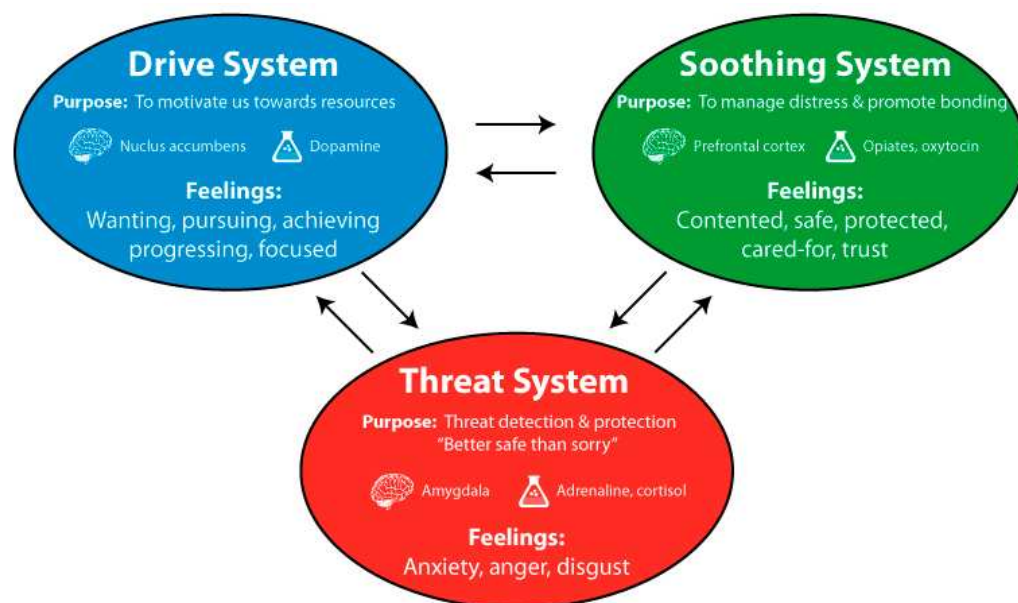 Drive System
Purpose: To motivate us towards resources
Nuclus accumbens
Dopamine
Feelings:
Wanting, pursuing, achieving
progressing, focused
Soothing System
Purpose: To manage distress & promote bonding
Prefrontal cortex
Opiates, oxytocin
Feelings:
Contented, safe, protected,
cared-for, trust
Threat System
Purpose: Threat detection & protection
"Better safe than sorry"
Amygdala
Adrenaline, cortisol
Feelings:
Anxiety, anger, disgust